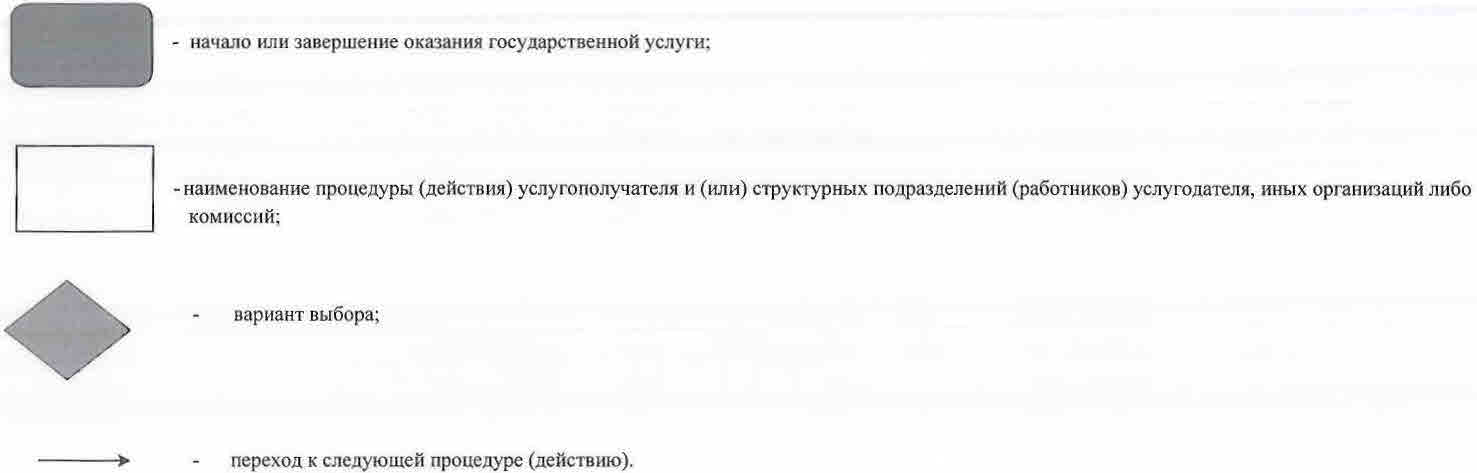 - начало или завершение оказания государственной услуги;
- наименование процедуры (действия) услугополучателя и (или) структурных подразделений (работников) услугодателя, иных организаций либо
комиссий;
- вариант выбора;
- переход к следующей процедуре (действию).